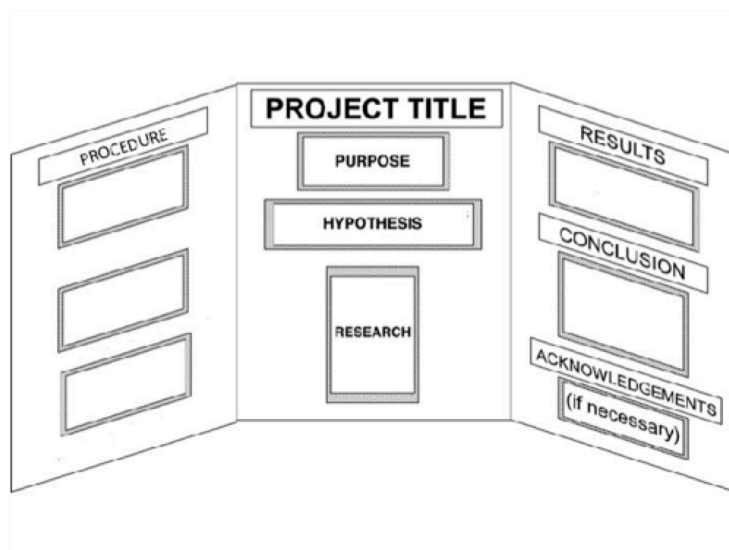 PROCEDURE
PROJECT TITLE
PURPOSE
HYPOTHESIS
RESEARCH
RESULTS
CONCLUSION
ACKNOWLEDGEMENTS
(if necessary)